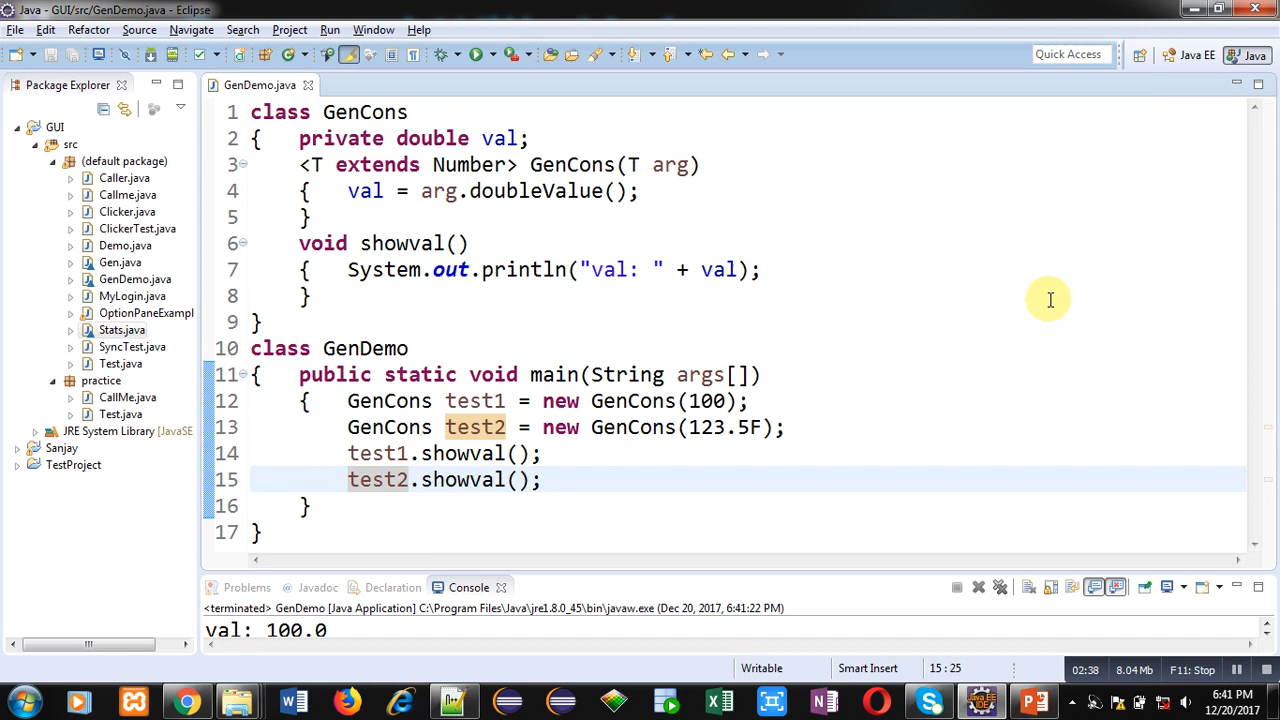 Java - GUI/src/GenDemo.java - Eclipse
File Edit Refactor Source Navigate Search Project Run Window Help
Quick Access Java EE Java
Package Explorer
GUI
src
(default package)
Caller.java
Callme.java
Clicker.java
ClickerTest.java
Demo.java
Gen.java
GenDemo.java
MyLogin.java
OptionPaneExampl
Stats.java
SyncTest.java
Test.java
practice
CallMe.java
Test.java
JRE System Library [JavaSE
Sanjay
TestProject
GenDemo.java
1 class GenCons
2 { private double val;
3 <T extends Number> GenCons(T arg)
4 { val = arg.doubleValue();
5 }
6 void showval()
7 { System.out.println("val: " + val);
8 }
9 }
10 class GenDemo
11 { public static void main(String args[])
12 { GenCons test1 = new GenCons(100);
13 GenCons test2 = new GenCons(123.5F);
14 test1.showval();
15 test2.showval();
16 }
17 }
Problems @ Javadoc Declaration Console
<terminated> GenDemo [Java Application] C:\Program Files\Java\jre1.8.0_45\bin\javaw.exe (Dec 20, 2017, 6:41:22 PM)
val: 100.0
Writable Smart Insert 15 : 25 02:38 8.04 Mb F11: Stop
6:41 PM
12/20/2017